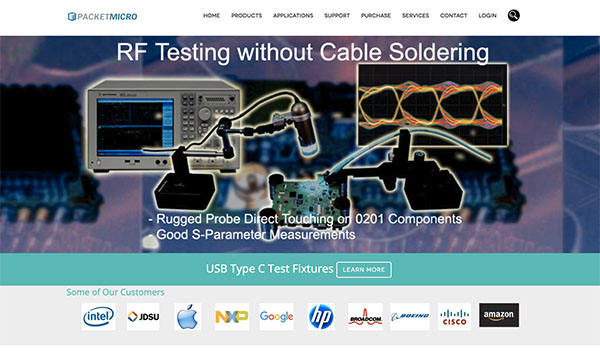 PACKETMICRO
HOME PRODUCTS APPLICATIONS SUPPORT PURCHASE SERVICES CONTACT LOGIN
RF Testing without Cable Soldering
- Rugged Probe Direct Touching on 0201 Components
- Good S-Parameter Measurements
USB Type C Test Fixtures LEARN MORE
Some of Our Customers
intel JDSU NXP Google hp BROADCOM BOEING CISCO amazon